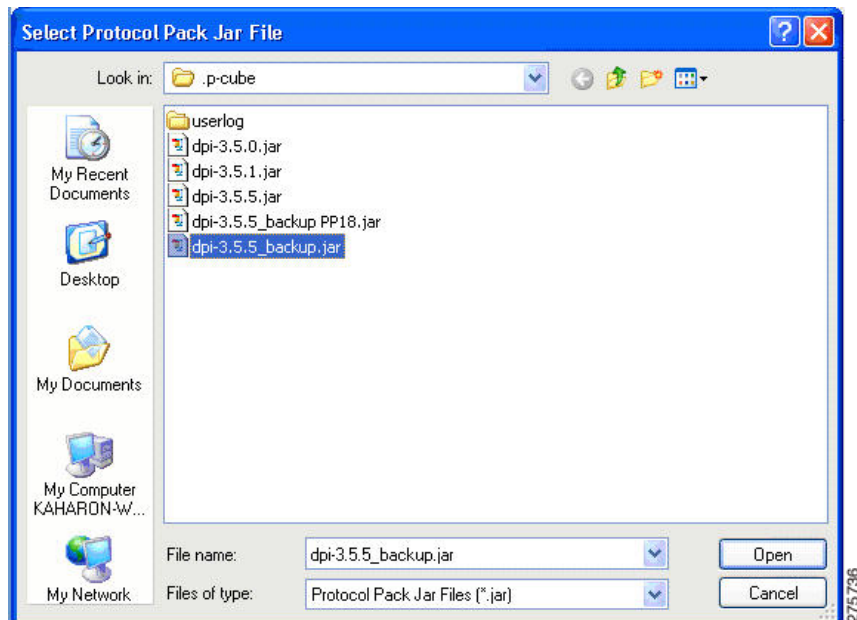 Select Protocol Pack Jar File
Look in:
.p-cube
userlog
dpi-3.5.0.jar
dpi-3.5.1.jar
dpi-3.5.5.jar
dpi-3.5.5_backup PP18.jar
dpi-3.5.5_backup.jar
My Recent
Documents
Desktop
My Documents
My Computer
KAHARON-W...
My Network
File name:
dpi-3.5.5_backup.jar
Open
Files of type:
Protocol Pack Jar Files (*.jar)
Cancel
275736